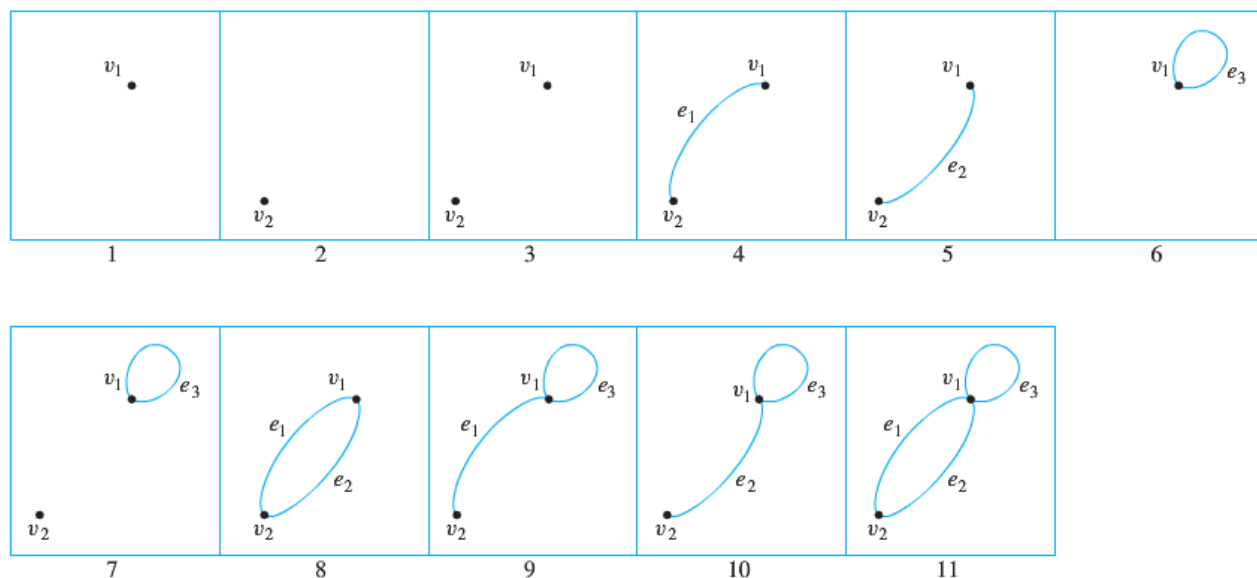 v₁ v₁ v₁ v₁ v₁ e₃
e₁
e₂
v₂ v₂ v₂ v₂
1 2 3 4 5 6
v₁ e₃ v₁ v₁ e₃ v₁ e₃ v₁ e₃
e₁ e₁ e₁
e₂ e₂ e₂
v₂ v₂ v₂ v₂ v₂
7 8 9 10 11